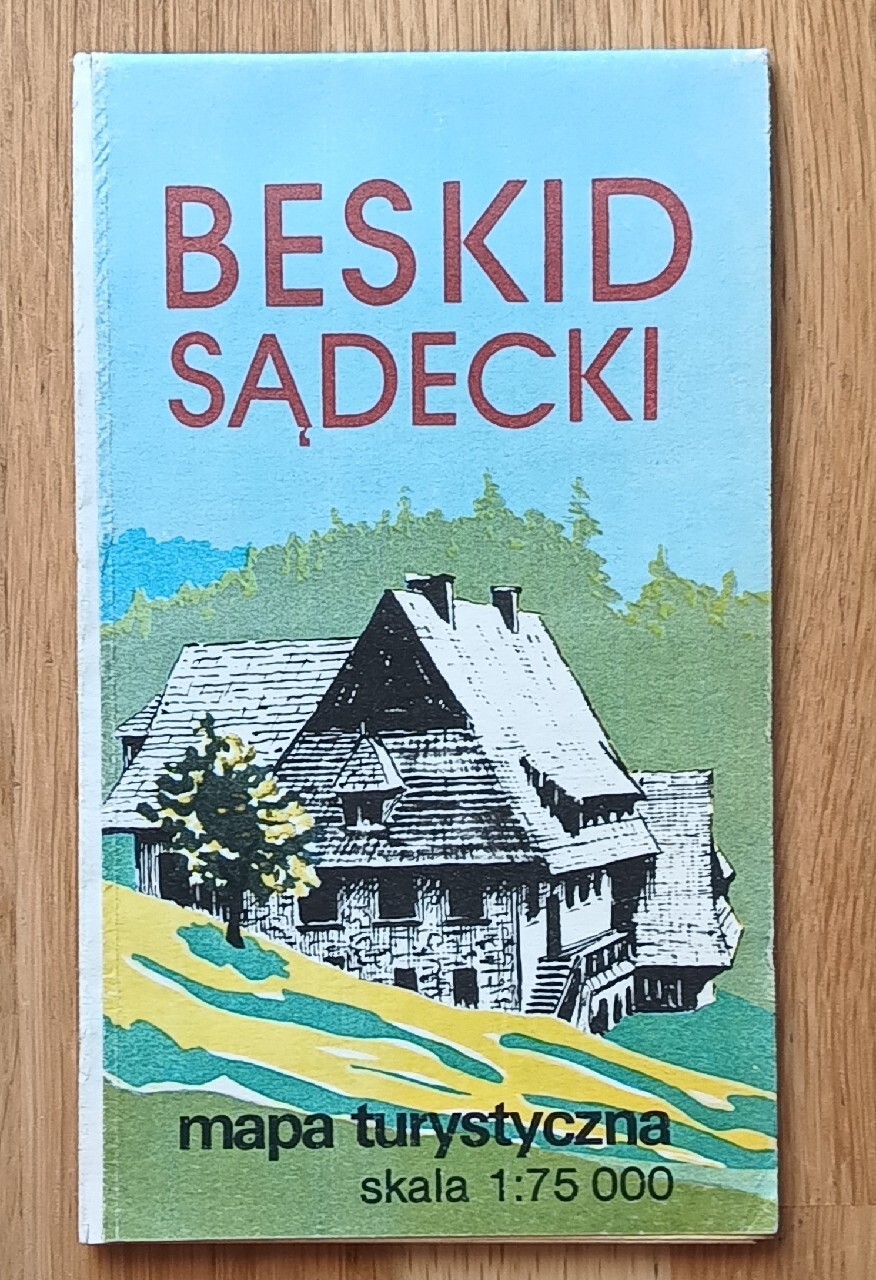 BESKID
SĄDECKI
mapa turystyczna
skala 1:75 000